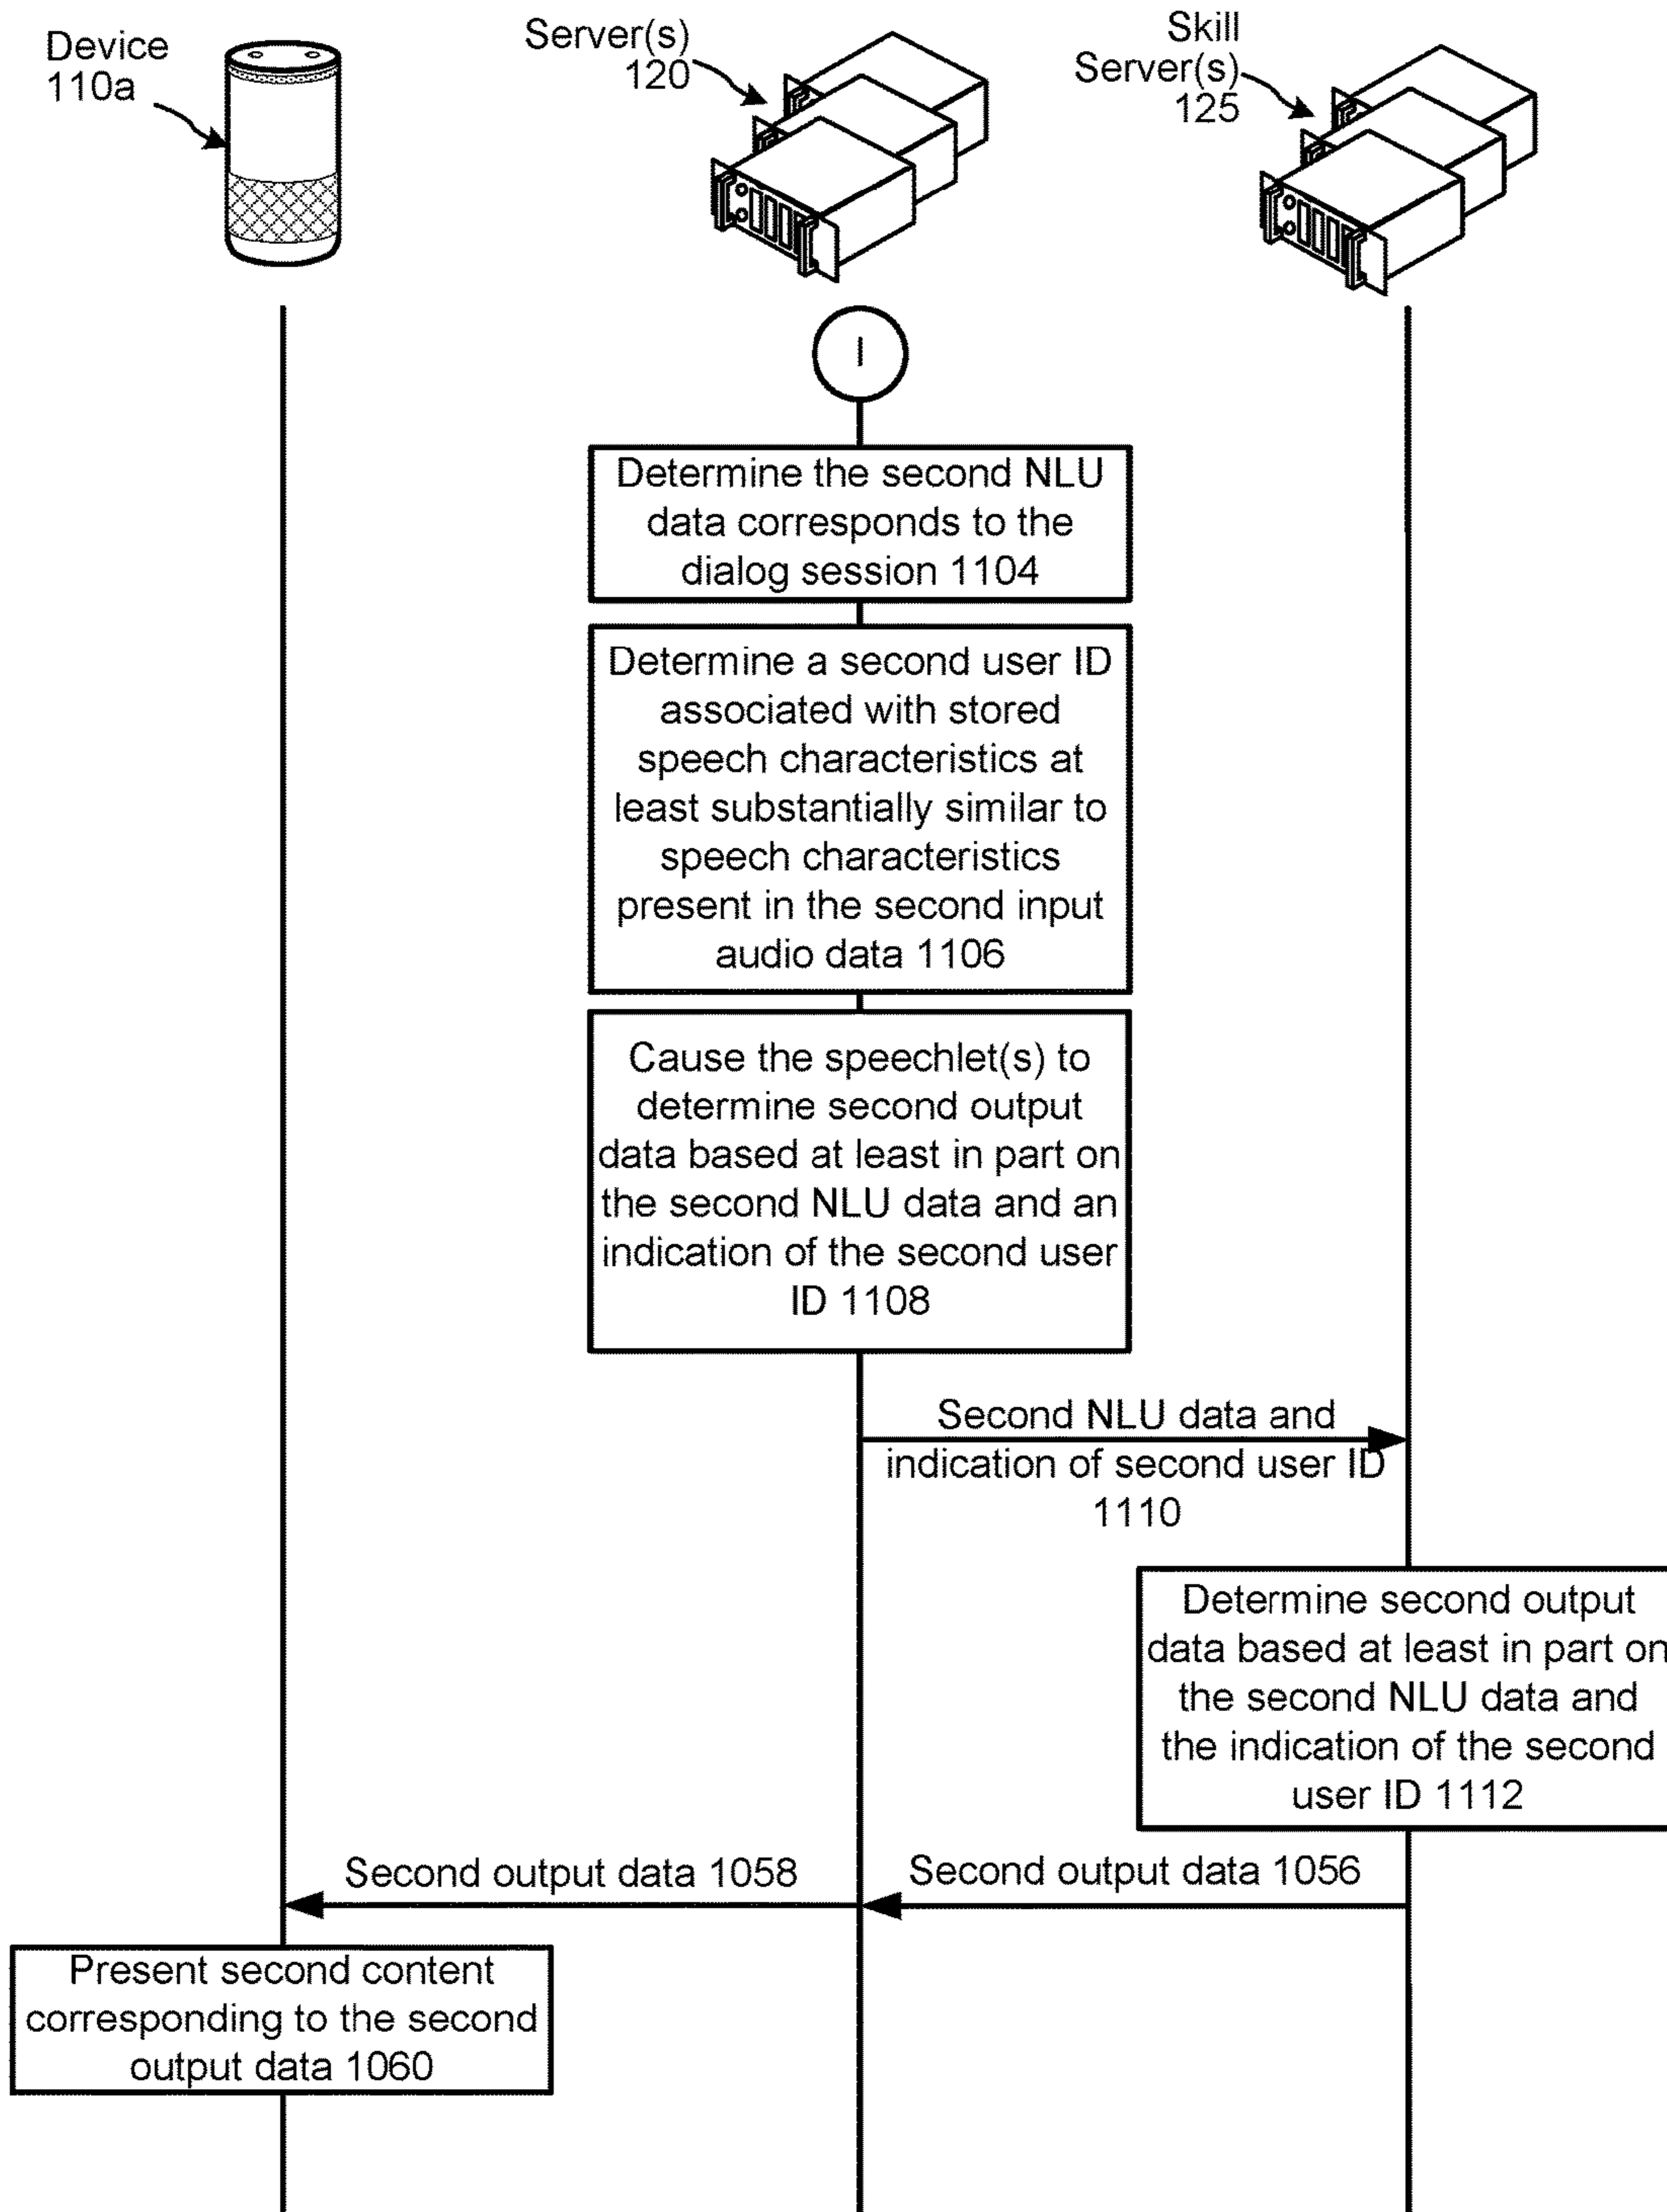 Device
110a
Server(s)
120
Skill
Server(s)
125
I
Determine the second NLU
data corresponds to the
dialog session 1104
Determine a second user ID
associated with stored
speech characteristics at
least substantially similar to
speech characteristics
present in the second input
audio data 1106
Cause the speechlet(s) to
determine second output
data based at least in part on
the second NLU data and an
indication of the second user
ID 1108
Second NLU data and
indication of second user ID
1110
Determine second output
data based at least in part on
the second NLU data and
the indication of the second
user ID 1112
Second output data 1058
Second output data 1056
Present second content
corresponding to the second
output data 1060